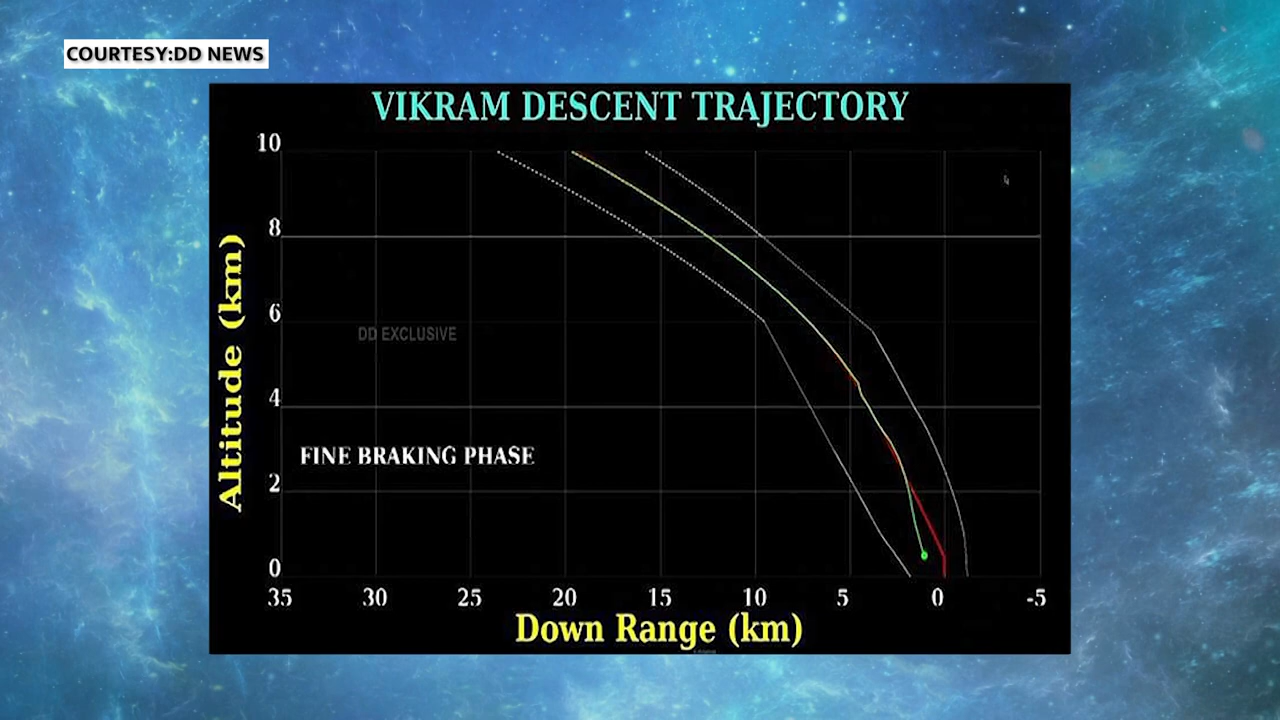 COURTESY:DD NEWS
VIKRAM DESCENT TRAJECTORY
10
8
6
4
2
0
Altitude (km)
DD EXCLUSIVE
FINE BRAKING PHASE
35 30 25 20 15 10 5 0 -5
Down Range (km)